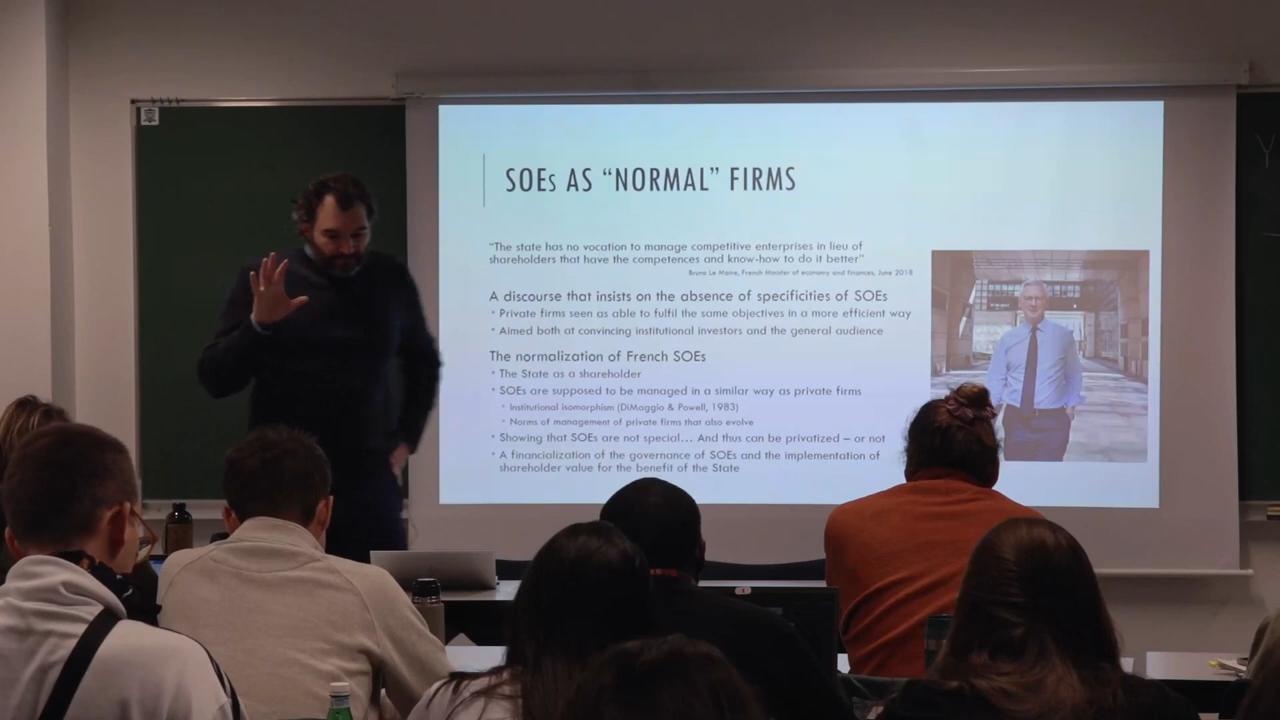 SOEs AS “NORMAL” FIRMS
“The state has no vocation to manage competitive enterprises in lieu of
shareholders that have the competences and know-how to do it better”
Bruno Le Maire, French Minister of economy and finances, June 2018
A discourse that insists on the absence of specificities of SOEs
• Private firms seen as able to fulfil the same objectives in a more efficient way
• Aimed both at convincing institutional investors and the general audience
The normalization of French SOEs
• The State as a shareholder
• SOEs are supposed to be managed in a similar way as private firms
• Institutional isomorphism (DiMaggio & Powell, 1983)
• Norms of management of private firms that also evolve
• Showing that SOEs are not special… And thus can be privatized – or not
• A financialization of the governance of SOEs and the implementation of
shareholder value for the benefit of the State